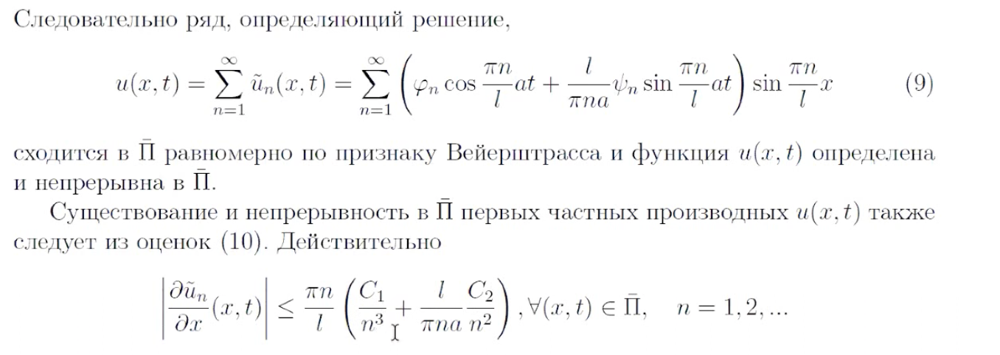 Следовательно ряд, определяющий решение,
$$u(x,t) = \sum_{n=1}^{\infty} \tilde{u}_n(x,t) = \sum_{n=1}^{\infty} \left( \varphi_n \cos \frac{\pi n}{l} at + \frac{l}{\pi n a} \psi_n \sin \frac{\pi n}{l} at \right) \sin \frac{\pi n}{l} x \quad (9)$$
сходится в $\bar{\Pi}$ равномерно по признаку Вейерштрасса и функция $u(x,t)$ определена
и непрерывна в $\bar{\Pi}$.
Существование и непрерывность в $\bar{\Pi}$ первых частных производных $u(x,t)$ также
следует из оценок (10). Действительно
$$\left| \frac{\partial \tilde{u}_n}{\partial x}(x,t) \right| \leq \frac{\pi n}{l} \left( \frac{C_1}{n^3} + \frac{l}{\pi n a} \frac{C_2}{n^2} \right), \forall (x,t) \in \bar{\Pi}, \quad n = 1, 2, ...$$